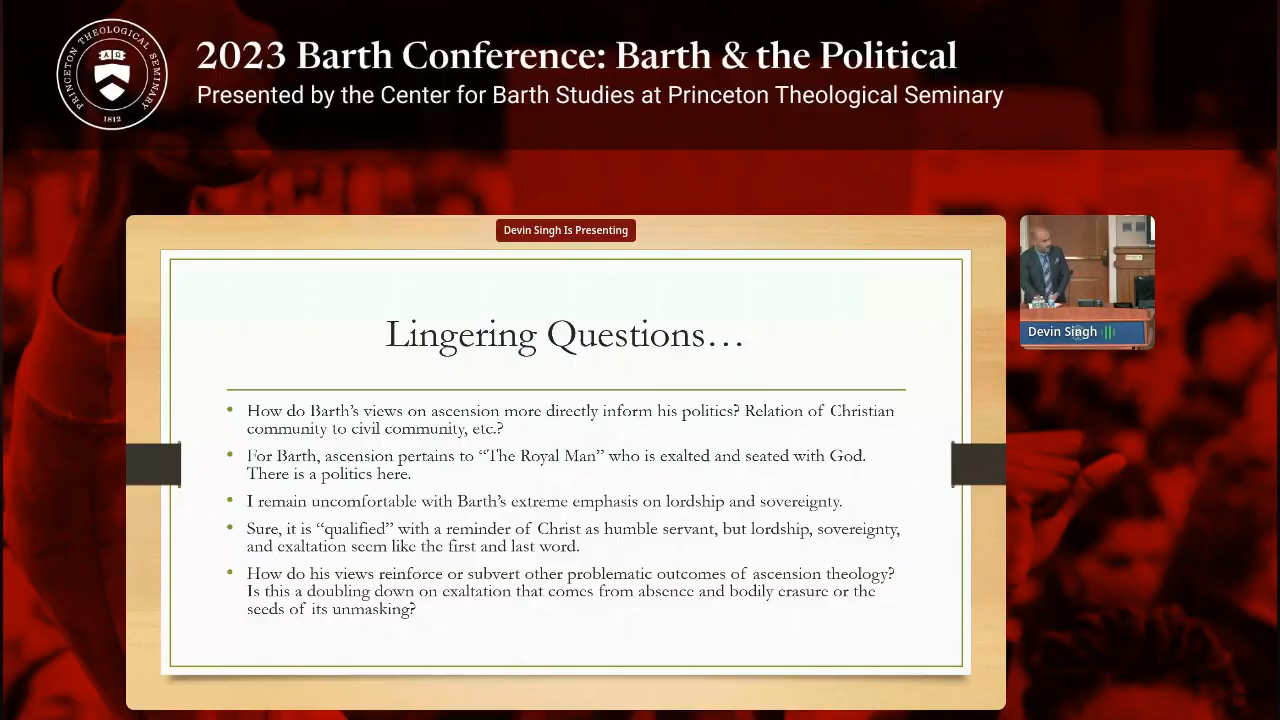 PRINCETON THEOLOGICAL SEMINARY
1812
2023 Barth Conference: Barth & the Political
Presented by the Center for Barth Studies at Princeton Theological Seminary
Devin Singh Is Presenting
Lingering Questions…
• How do Barth’s views on ascension more directly inform his politics? Relation of Christian
community to civil community, etc.?
• For Barth, ascension pertains to “The Royal Man” who is exalted and seated with God.
There is a politics here.
• I remain uncomfortable with Barth’s extreme emphasis on lordship and sovereignty.
• Sure, it is “qualified” with a reminder of Christ as humble servant, but lordship, sovereignty,
and exaltation seem like the first and last word.
• How do his views reinforce or subvert other problematic outcomes of ascension theology?
Is this a doubling down on exaltation that comes from absence and bodily erasure or the
seeds of its unmasking?
Devin Singh